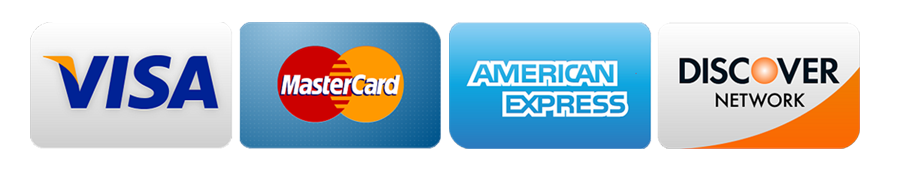 VISA
MasterCard
AMERICAN
EXPRESS
DISCOVER
NETWORK